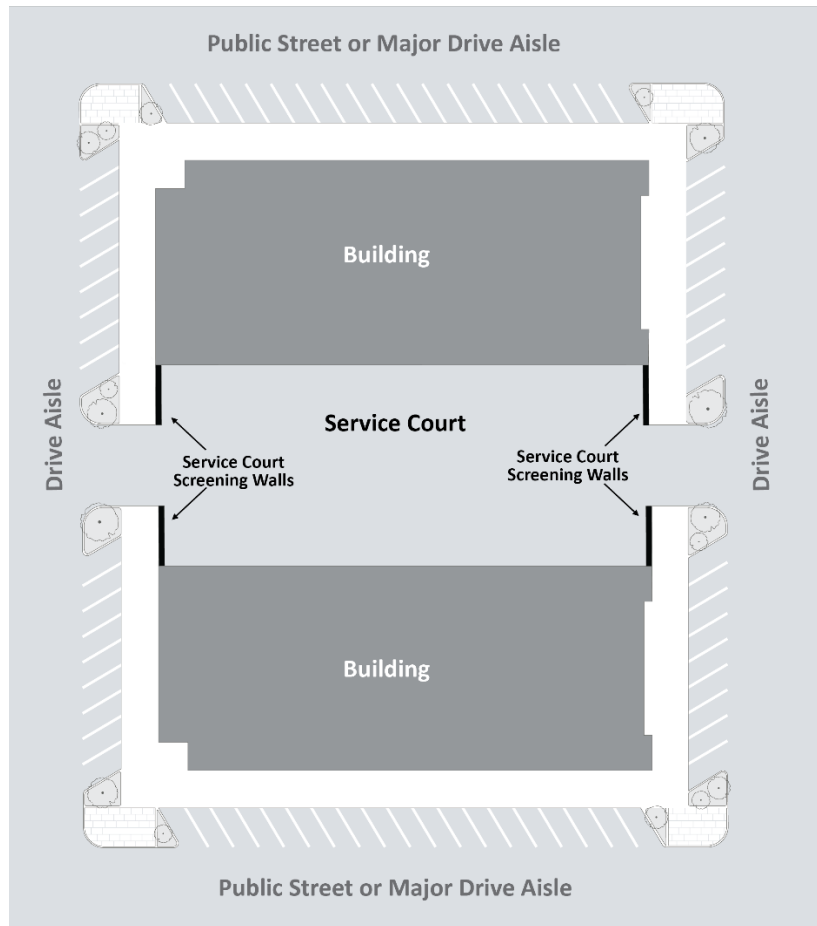 Public Street or Major Drive Aisle
Building
Drive Aisle
Service Court
Drive Aisle
Service Court
Screening Walls
Service Court
Screening Walls
Building
Public Street or Major Drive Aisle